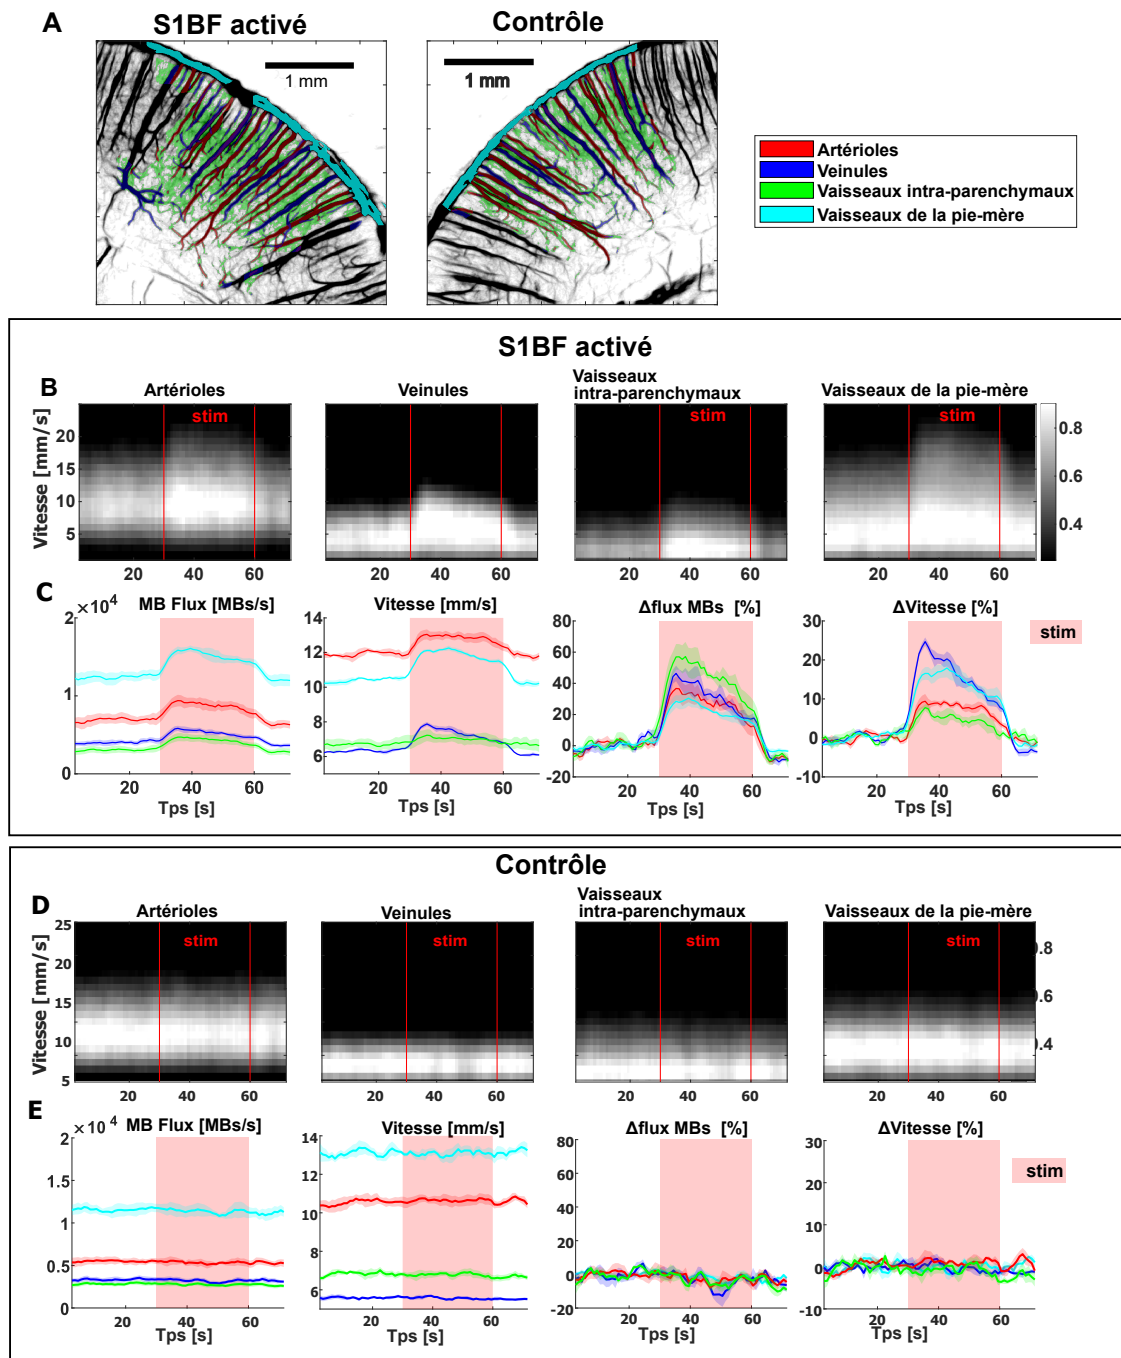 A
S1BF activé
Contrôle
1 mm
1 mm
Artérioles
Veinules
Vaisseaux intra-parenchymaux
Vaisseaux de la pie-mère
S1BF activé
B
Artérioles
Veinules
Vaisseaux
intra-parenchymaux
Vaisseaux de la pie-mère
Vitesse [mm/s]
20
15
10
5
stim
stim
stim
0.8
0.6
0.4
20 40 60
20 40 60
20 40 60
20 40 60
C
MB Flux [MBs/s]
Vitesse [mm/s]
Δflux MBs [%]
ΔVitesse [%]
×10⁴
2
1
0
14
12
10
8
6
80
60
40
20
0
-20
30
20
10
0
-10
stim
20 40 60
20 40 60
20 40 60
20 40 60
Tps [s]
Tps [s]
Tps [s]
Tps [s]
Contrôle
D
Artérioles
Veinules
Vaisseaux
intra-parenchymaux
Vaisseaux de la pie-mère
Vitesse [mm/s]
25
20
15
10
5
stim
stim
stim
stim
0.8
0.6
0.4
20 40 60
20 40 60
20 40 60
20 40 60
E
MB Flux [MBs/s]
Vitesse [mm/s]
Δflux MBs [%]
ΔVitesse [%]
×10⁴
2
1.5
1
0.5
0
14
12
10
8
6
80
60
40
20
0
-20
30
20
10
0
-10
stim
20 40 60
20 40 60
20 40 60
20 40 60
Tps [s]
Tps [s]
Tps [s]
Tps [s]